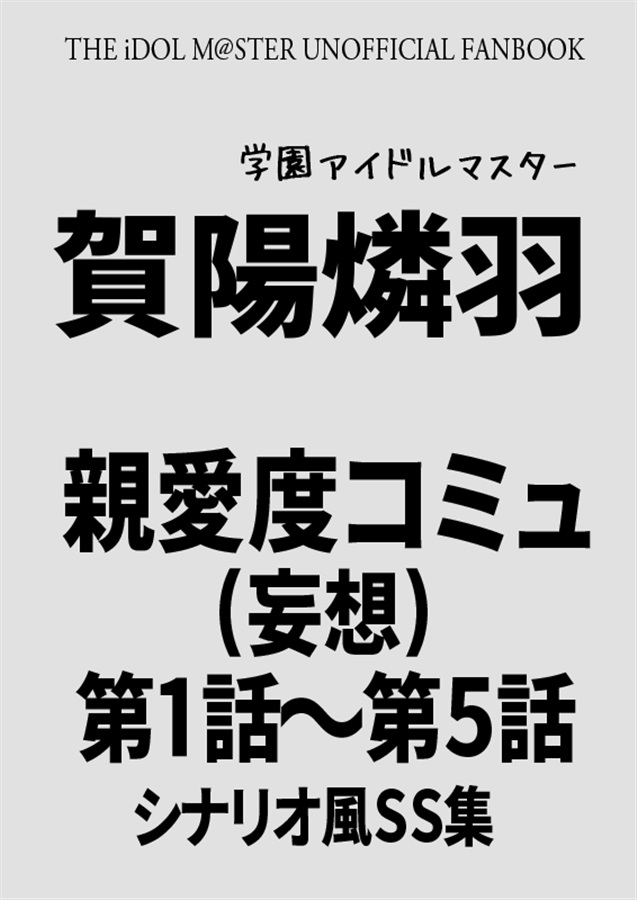 THE iDOL M@STER UNOFFICIAL FANBOOK
学園アイドルマスター
賀陽燐羽
親愛度コミュ
(妄想)
第1話～第5話
シナリオ風SS集